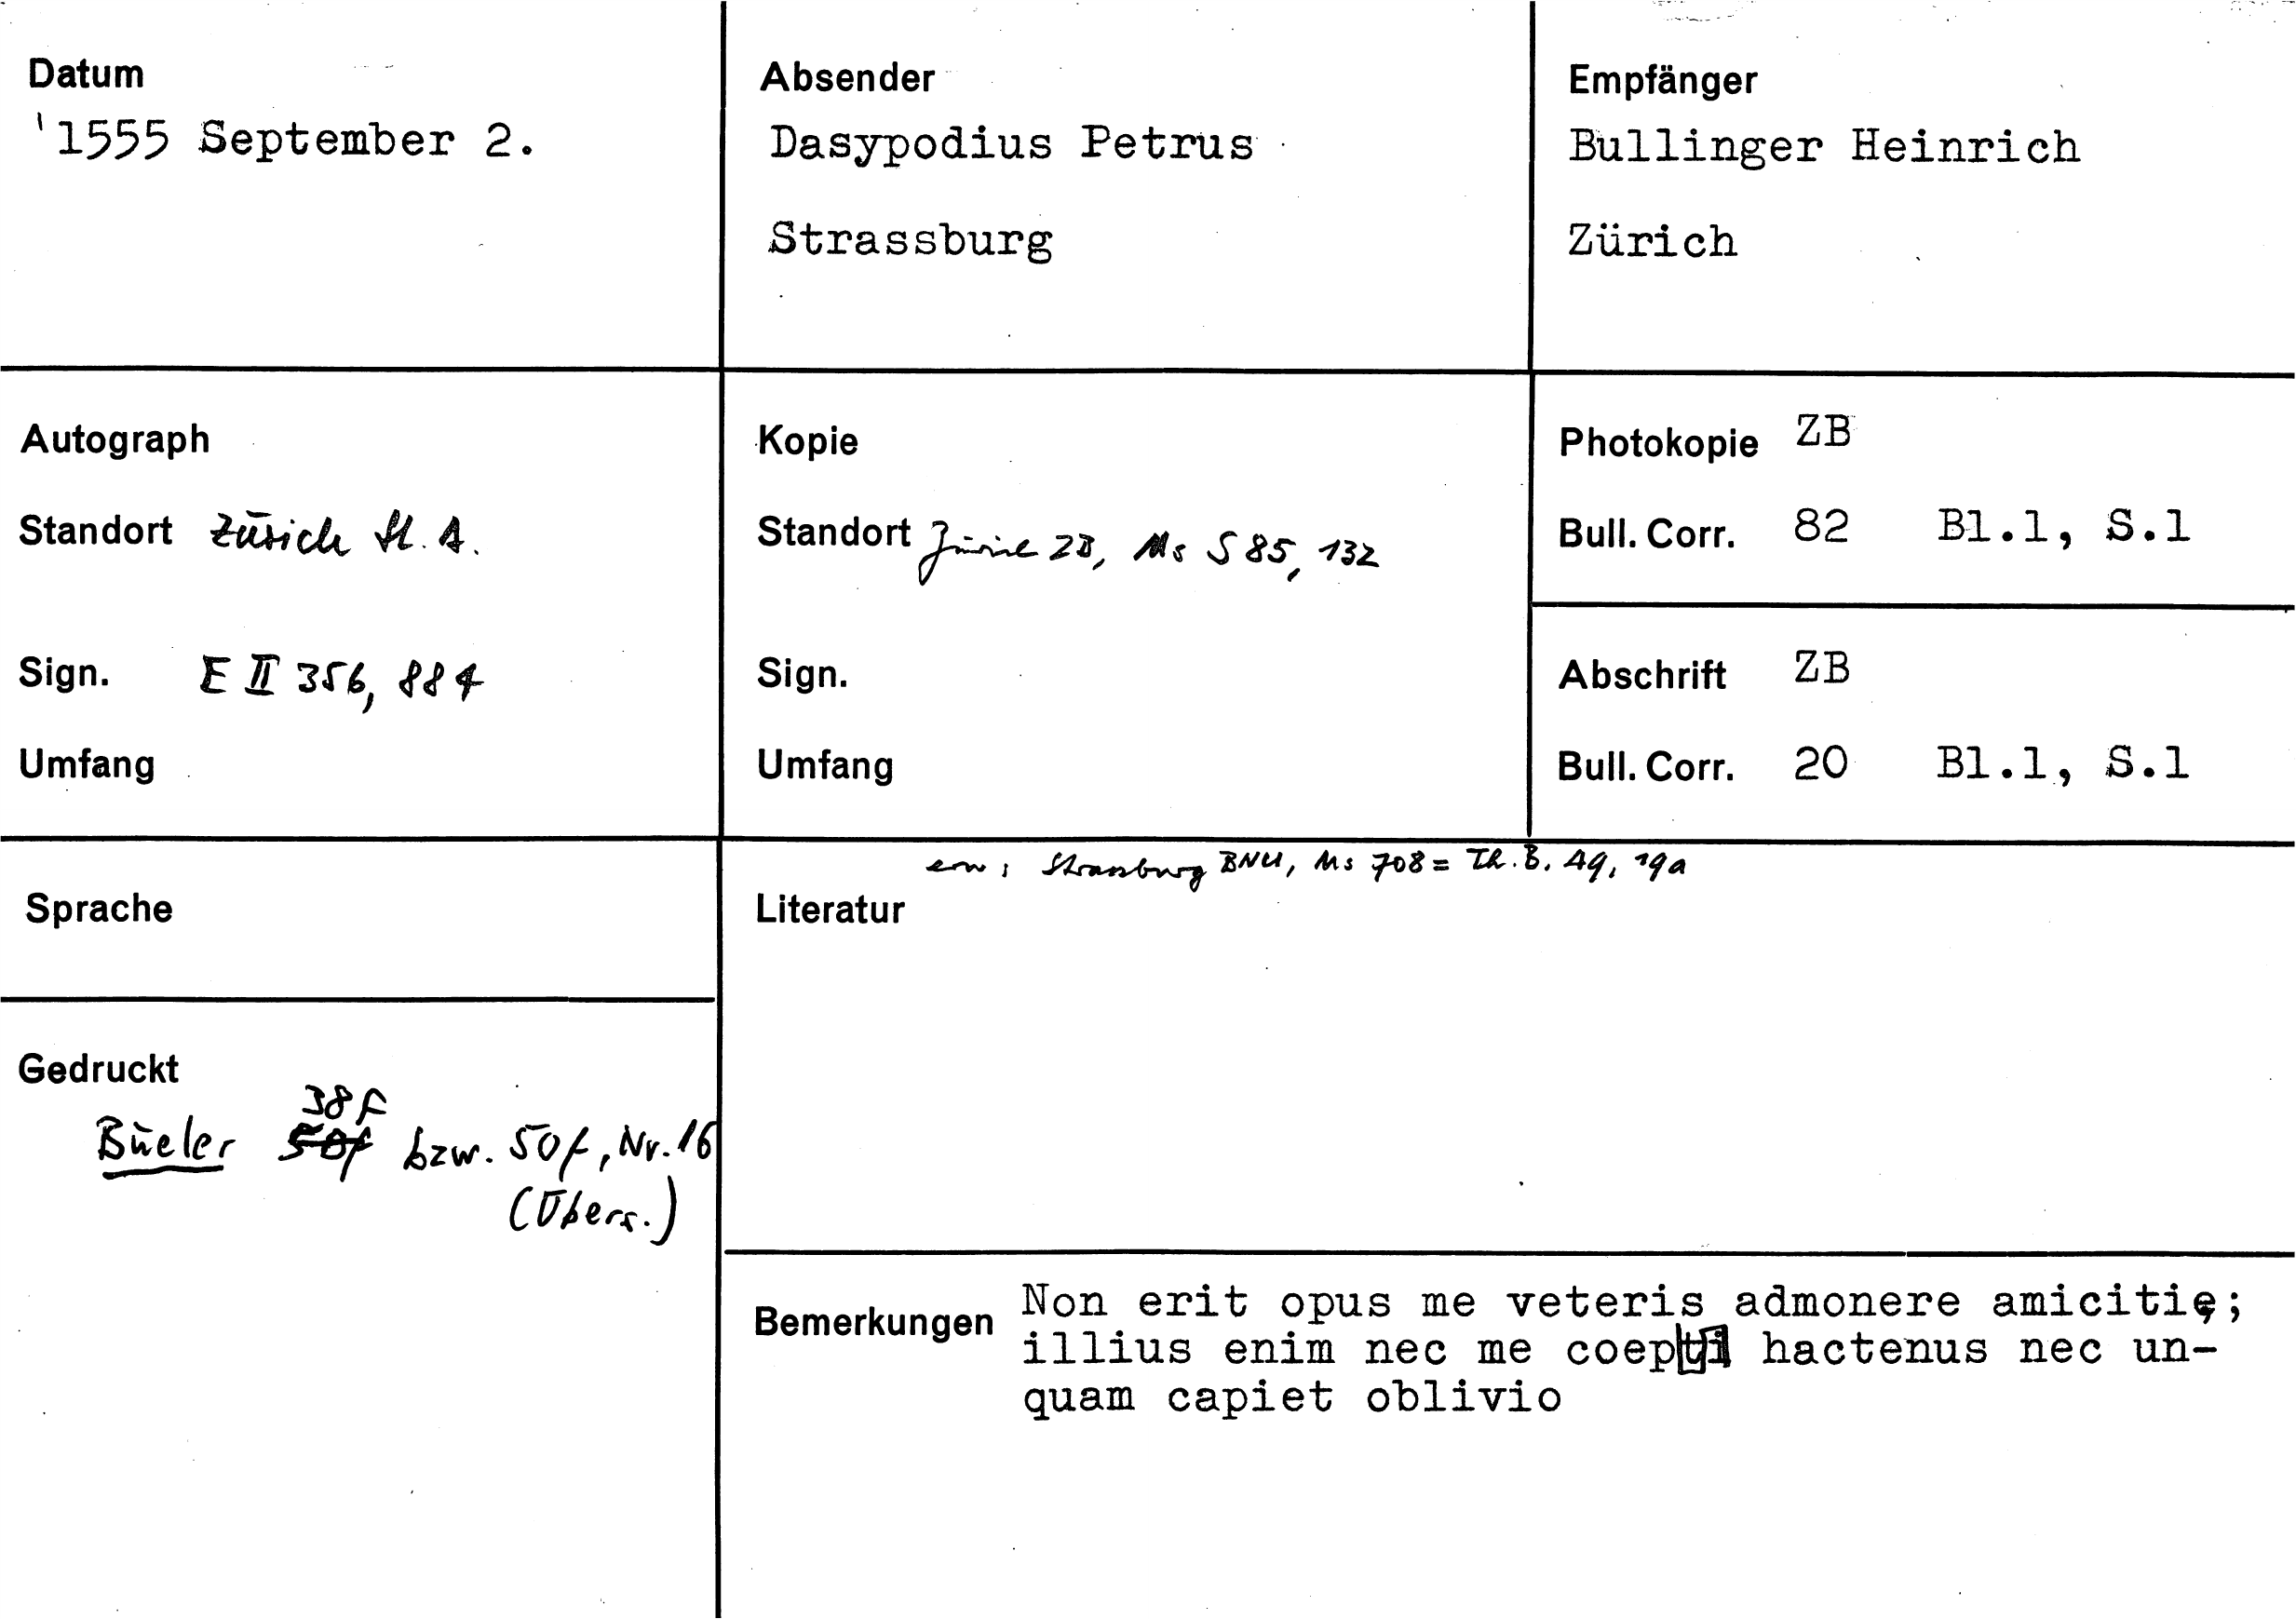 Datum
1555 September 2.
Absender
Dasypodius Petrus
Strassburg
Empfänger
Bullinger Heinrich
Zürich
Autograph
Standort Zürich St. A.
Sign. E II 356, 884
Umfang
Kopie
Standort Zürich ZB, Ms S 85, 132
Sign.
Umfang
Photokopie ZB
Bull. Corr. 82 Bl.1, S.1
Abschrift ZB
Bull. Corr. 20 Bl.1, S.1
Sprache
Strassburg BNU, Ms 708 = Th. B. A9, 19a
Literatur
Gedruckt
38f
Büeler 50f bzw. 50f, Nr. 16
(Übers.)
Bemerkungen
Non erit opus me veteris admonere amicitię;
illius enim nec me coepti hactenus nec un-
quam capiet oblivio